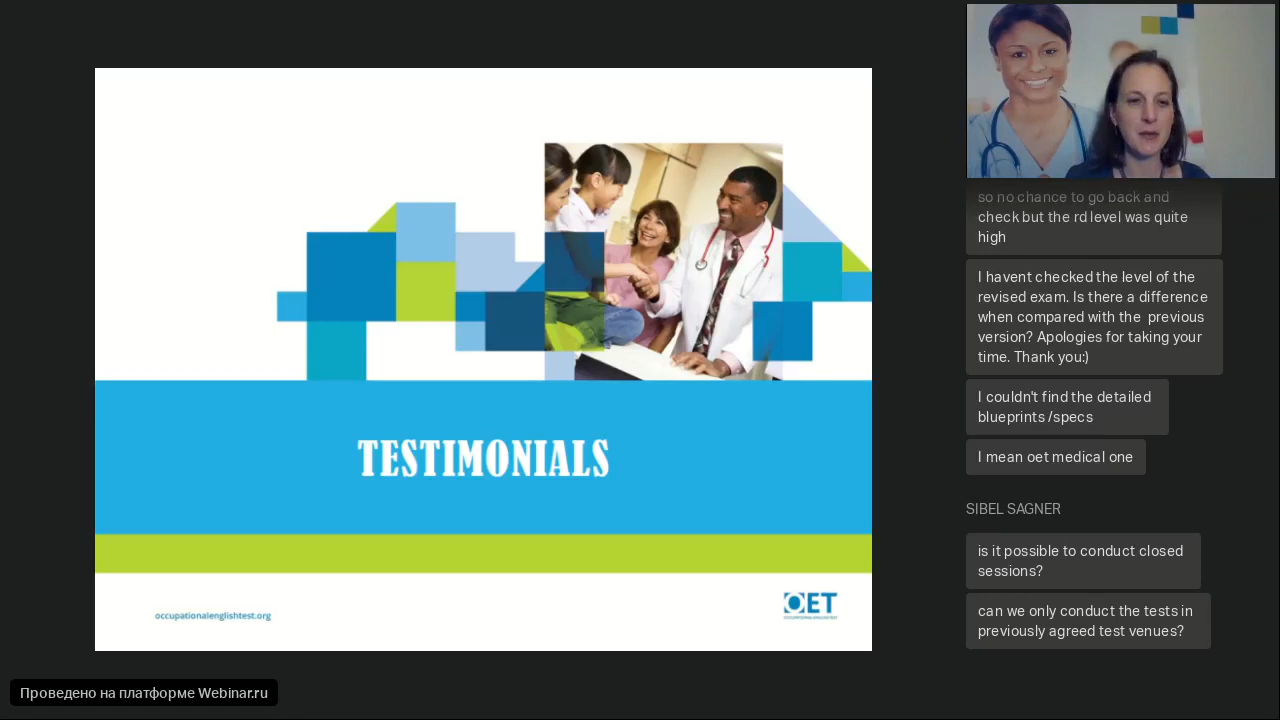 TESTIMONIALS
occupationalenglishtest.org
OET
so no chance to go back and
check but the rd level was quite
high
I havent checked the level of the
revised exam. Is there a difference
when compared with the previous
version? Apologies for taking your
time. Thank you:)
I couldn't find the detailed
blueprints /specs
I mean oet medical one
SIBEL SAGNER
is it possible to conduct closed
sessions?
can we only conduct the tests in
previously agreed test venues?
Проведено на платформе Webinar.ru